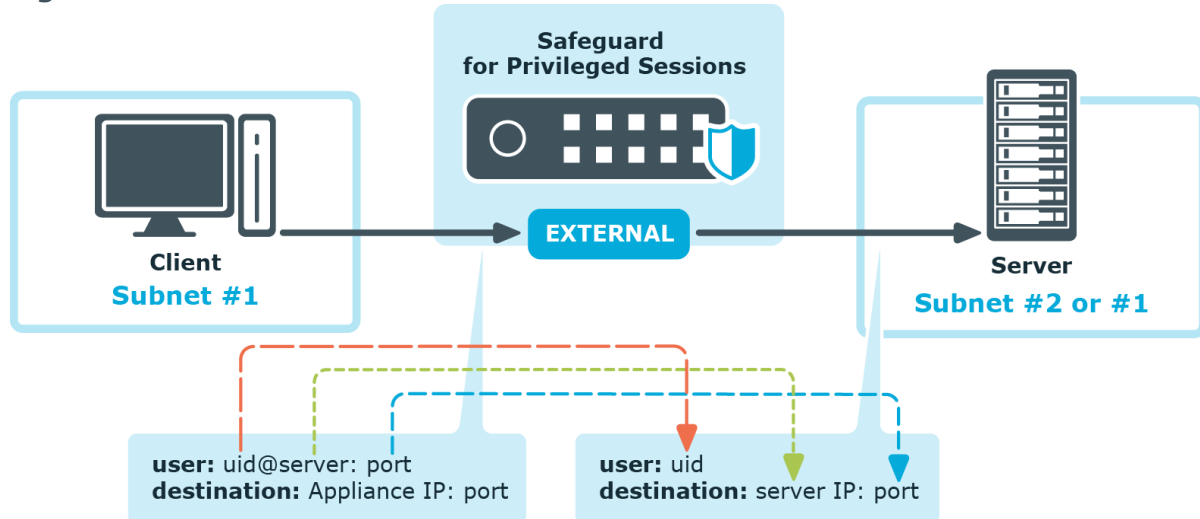 Safeguard
for Privileged Sessions
EXTERNAL
Client
Subnet #1
Server
Subnet #2 or #1
user: uid@server: port
destination: Appliance IP: port
user: uid
destination: server IP: port